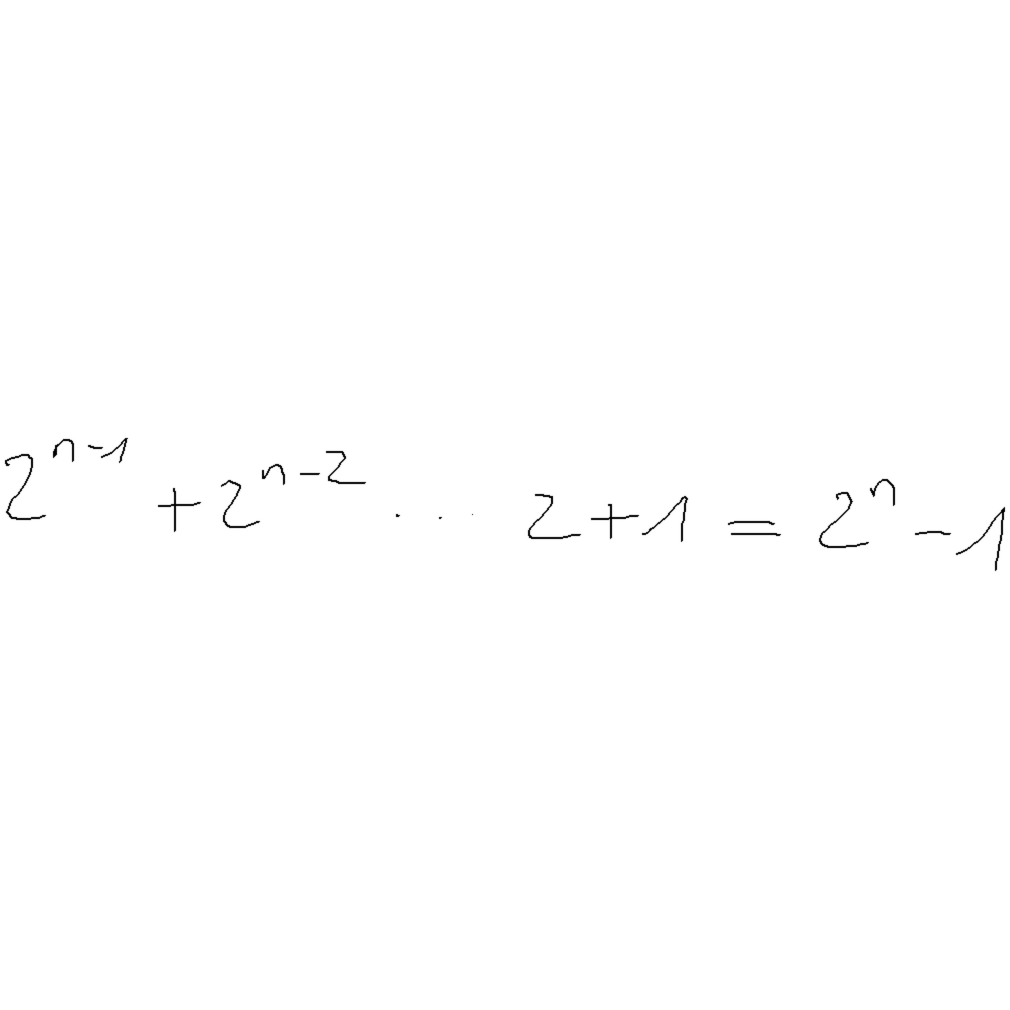 2^{n-1} + 2^{n-2} ... 2 + 1 = 2^n - 1